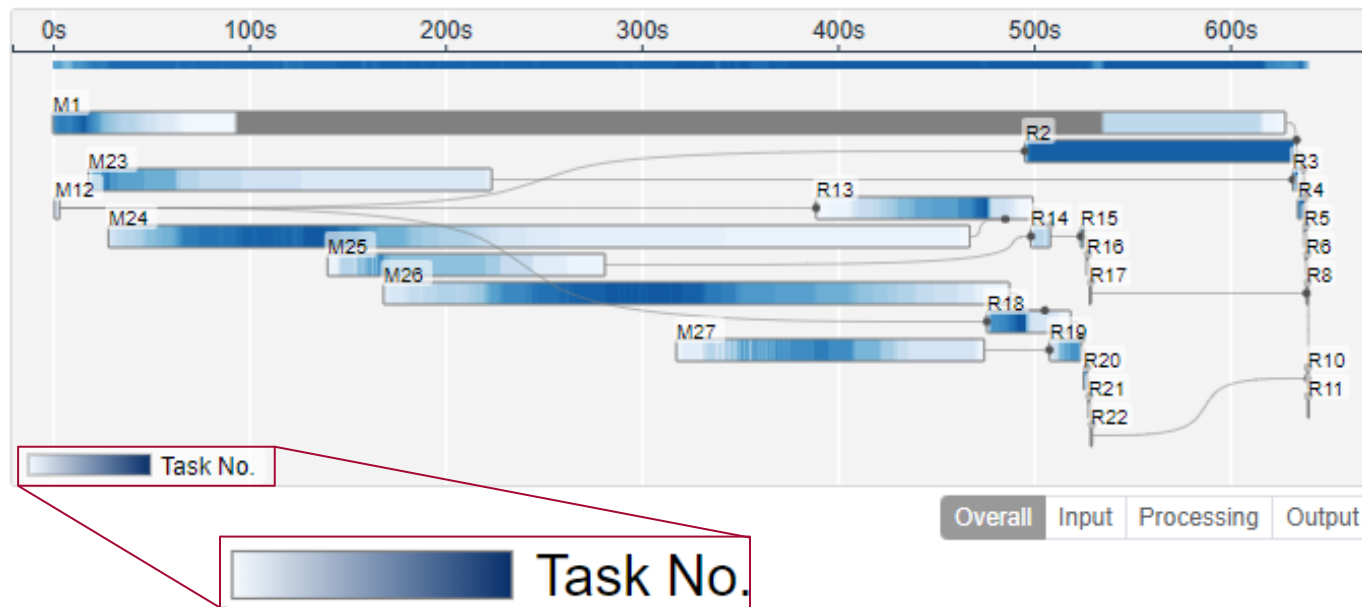 0s 100s 200s 300s 400s 500s 600s
M1
R2
M23 R3
M12 R13 R4
M24 R14 R15 R5
M25 R16 R6
M26 R17 R8
R18
M27 R19
R20 R10
R21 R11
R22
Task No.
Overall Input Processing Output
Task No.